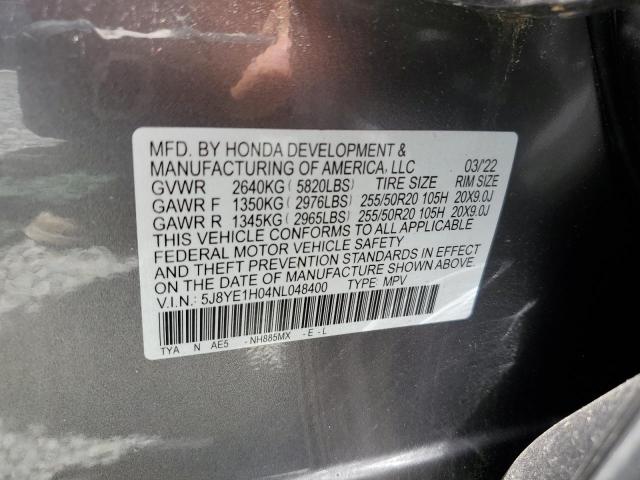 MFD. BY HONDA DEVELOPMENT &
MANUFACTURING OF AMERICA, LLC 03/22
GVWR 2640KG (5820LBS) TIRE SIZE RIM SIZE
GAWR F 1350KG (2976LBS) 255/50R20 105H 20X9.0J
GAWR R 1345KG (2965LBS) 255/50R20 105H 20X9.0J
THIS VEHICLE CONFORMS TO ALL APPLICABLE
FEDERAL MOTOR VEHICLE SAFETY
AND THEFT PREVENTION STANDARDS IN EFFECT
ON THE DATE OF MANUFACTURE SHOWN ABOVE.
V.I.N.: 5J8YE1H04NL048400 TYPE MPV
TYA N AE5 -NH885MX -E-L